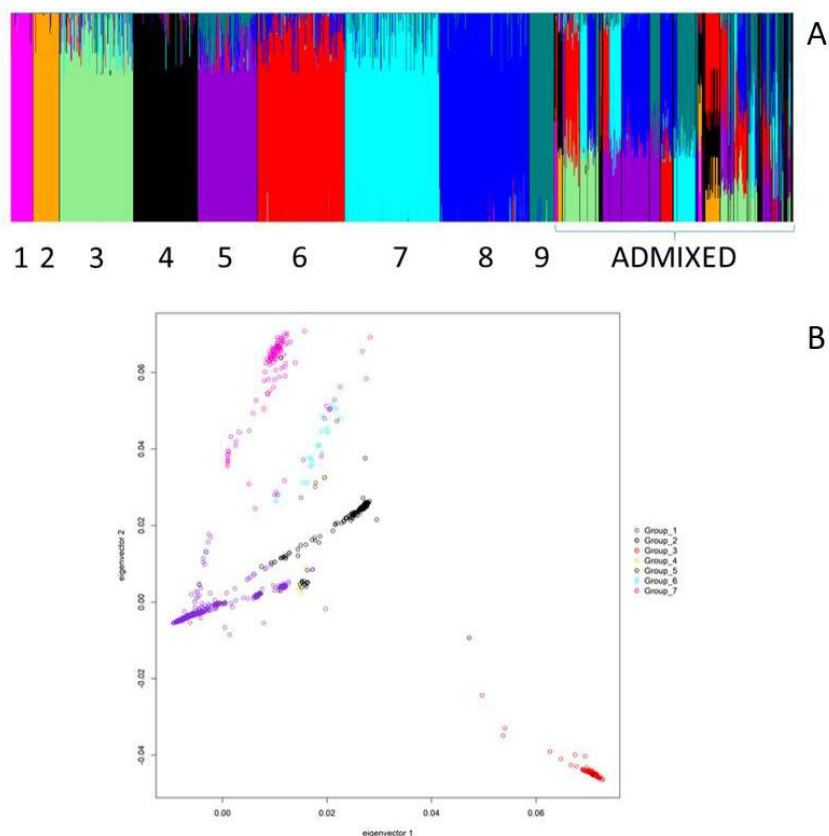 A
1 2 3 4 5 6 7 8 9 ADMIXED
B
eigenvector 2
0.06
0.04
0.02
0.00
-0.02
-0.04
Group_1
Group_2
Group_3
Group_4
Group_5
Group_6
Group_7
0.00 0.02 0.04 0.06
eigenvector 1